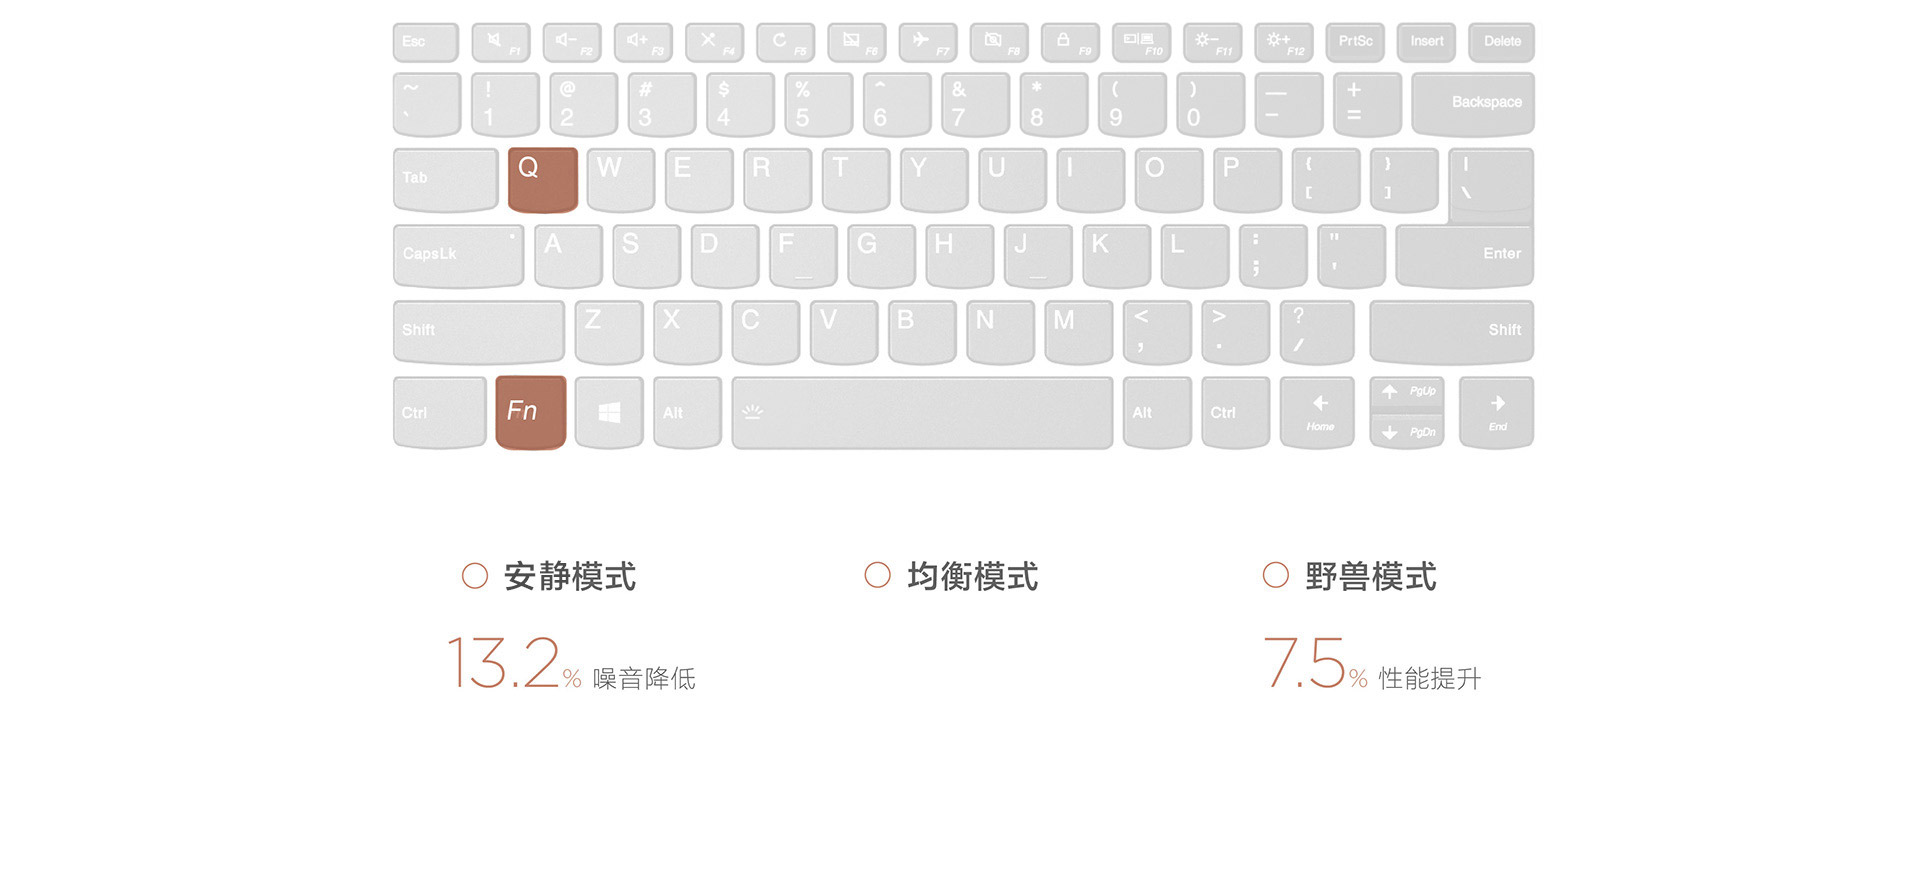 Esc F1 F2 F3 F4 F5 F6 F7 F8 F9 F10 F11 F12 PrtSc Insert Delete
~ ! @ # $ % ^ & * ( ) — +
` 1 2 3 4 5 6 7 8 9 0 - = Backspace
Tab Q W E R T Y U I O P { } |
[ ] \
CapsLk A S D F G H J K L : " Enter
; '
Shift Z X C V B N M < > ? Shift
, . /
Ctrl Fn Alt Alt Ctrl Home PgUp PgDn End
安静模式 均衡模式 野兽模式
13.2% 噪音降低 7.5% 性能提升